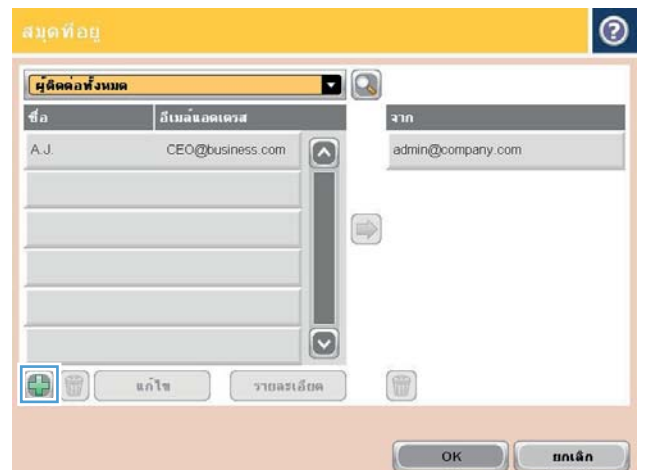 สมุดที่อยู่
ผู้ติดต่อทั้งหมด
ชื่อ อีเมล์แอดเดรส จาก
A.J. CEO@business.com admin@company.com
แก้ไข รายละเอียด
OK ยกเลิก